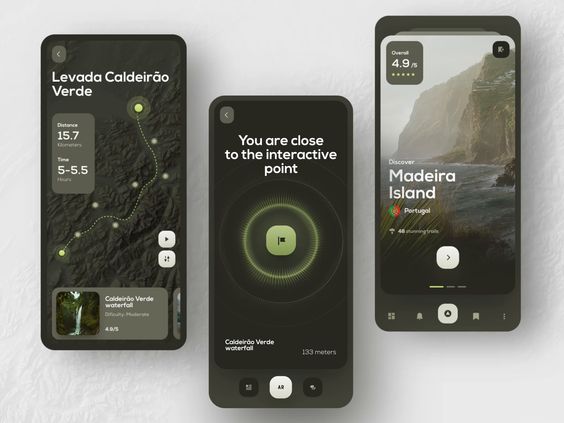 Levada Caldeirão
Verde
Distance
15.7
Kilometers
Time
5-5.5
Hours
Caldeirão Verde
waterfall
Dificulty: Moderate
4.9/5
You are close
to the interactive
point
Caldeirão Verde
waterfall
133 meters
AR
Overall
4.9 /5
Discover
Madeira
Island
Portugal
48 stunning trails